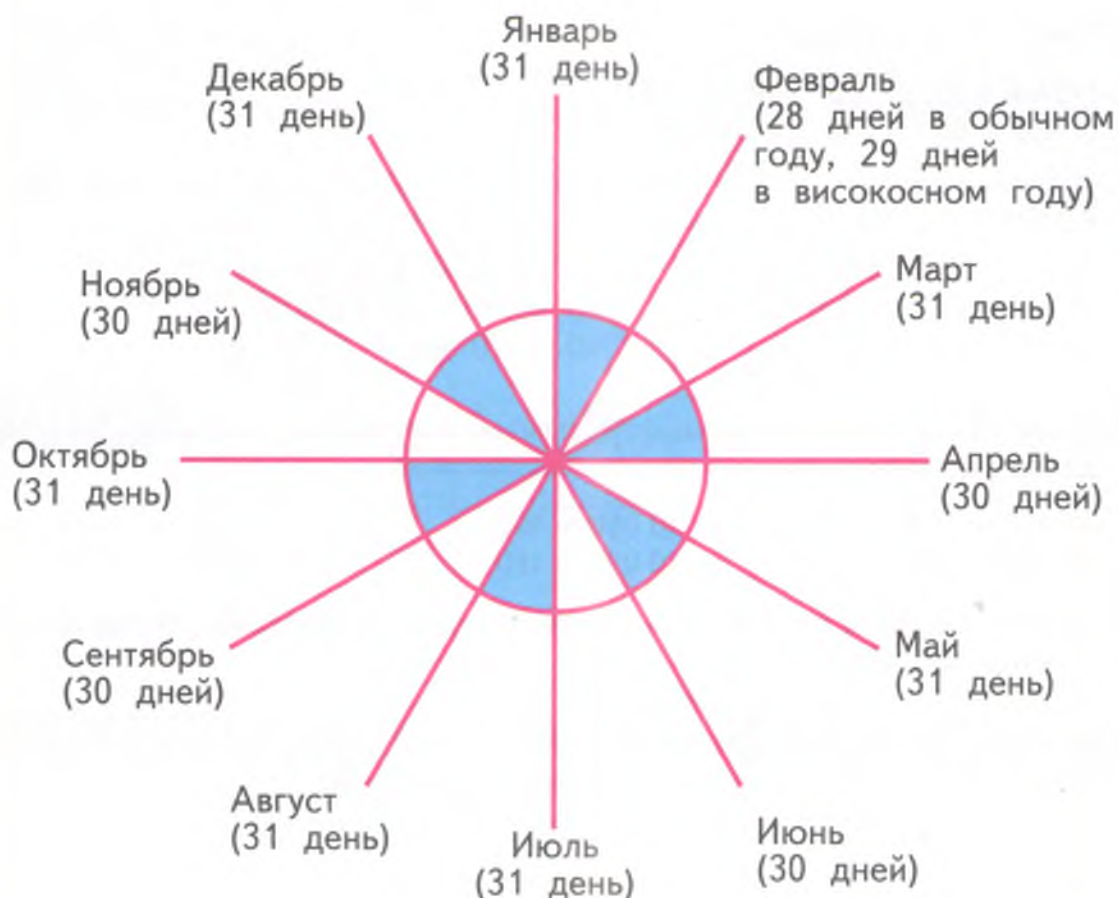 Январь
(31 день)
Февраль
(28 дней в обычном
году, 29 дней
в високосном году)
Март
(31 день)
Апрель
(30 дней)
Май
(31 день)
Июнь
(30 дней)
Июль
(31 день)
Август
(31 день)
Сентябрь
(30 дней)
Октябрь
(31 день)
Ноябрь
(30 дней)
Декабрь
(31 день)